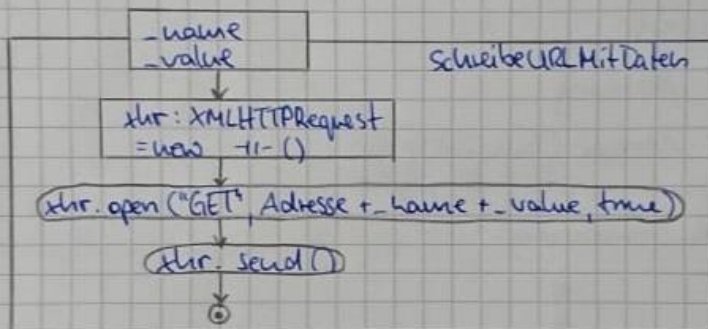 _name
_value
schreibeURLMitDaten
xhr: XMLHTTPRequest
= new -11- ()
xhr.open ("GET", Adresse + _name + _value, true)
xhr. send ()